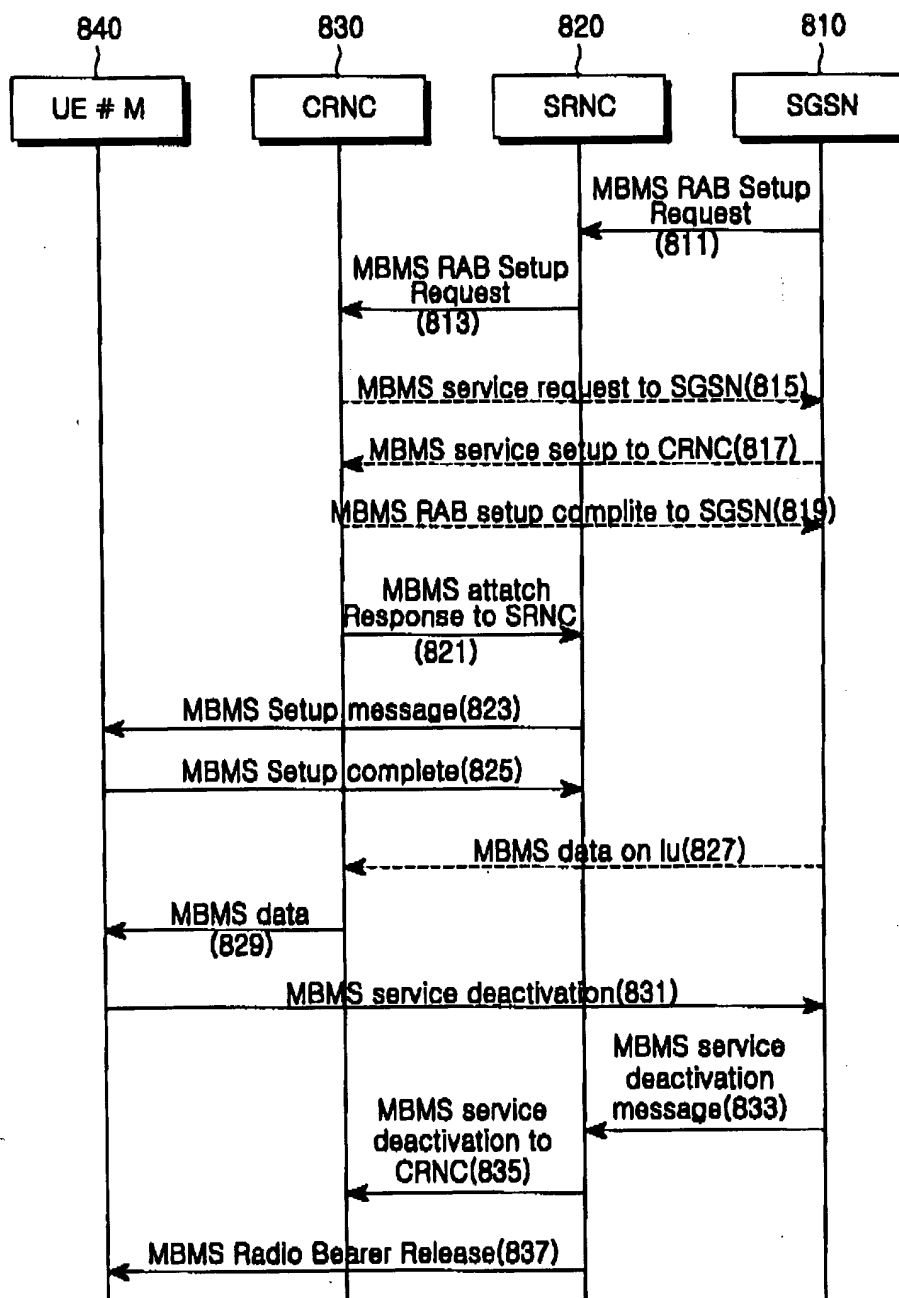 840
830
820
810
UE # M
CRNC
SRNC
SGSN
MBMS RAB Setup
Request
(811)
MBMS RAB Setup
Request
(813)
MBMS service request to SGSN(815)
MBMS service setup to CRNC(817)
MBMS RAB setup complite to SGSN(819)
MBMS attatch
Response to SRNC
(821)
MBMS Setup message(823)
MBMS Setup complete(825)
MBMS data on Iu(827)
MBMS data
(829)
MBMS service deactivation(831)
MBMS service
deactivation
message(833)
MBMS service
deactivation to
CRNC(835)
MBMS Radio Bearer Release(837)